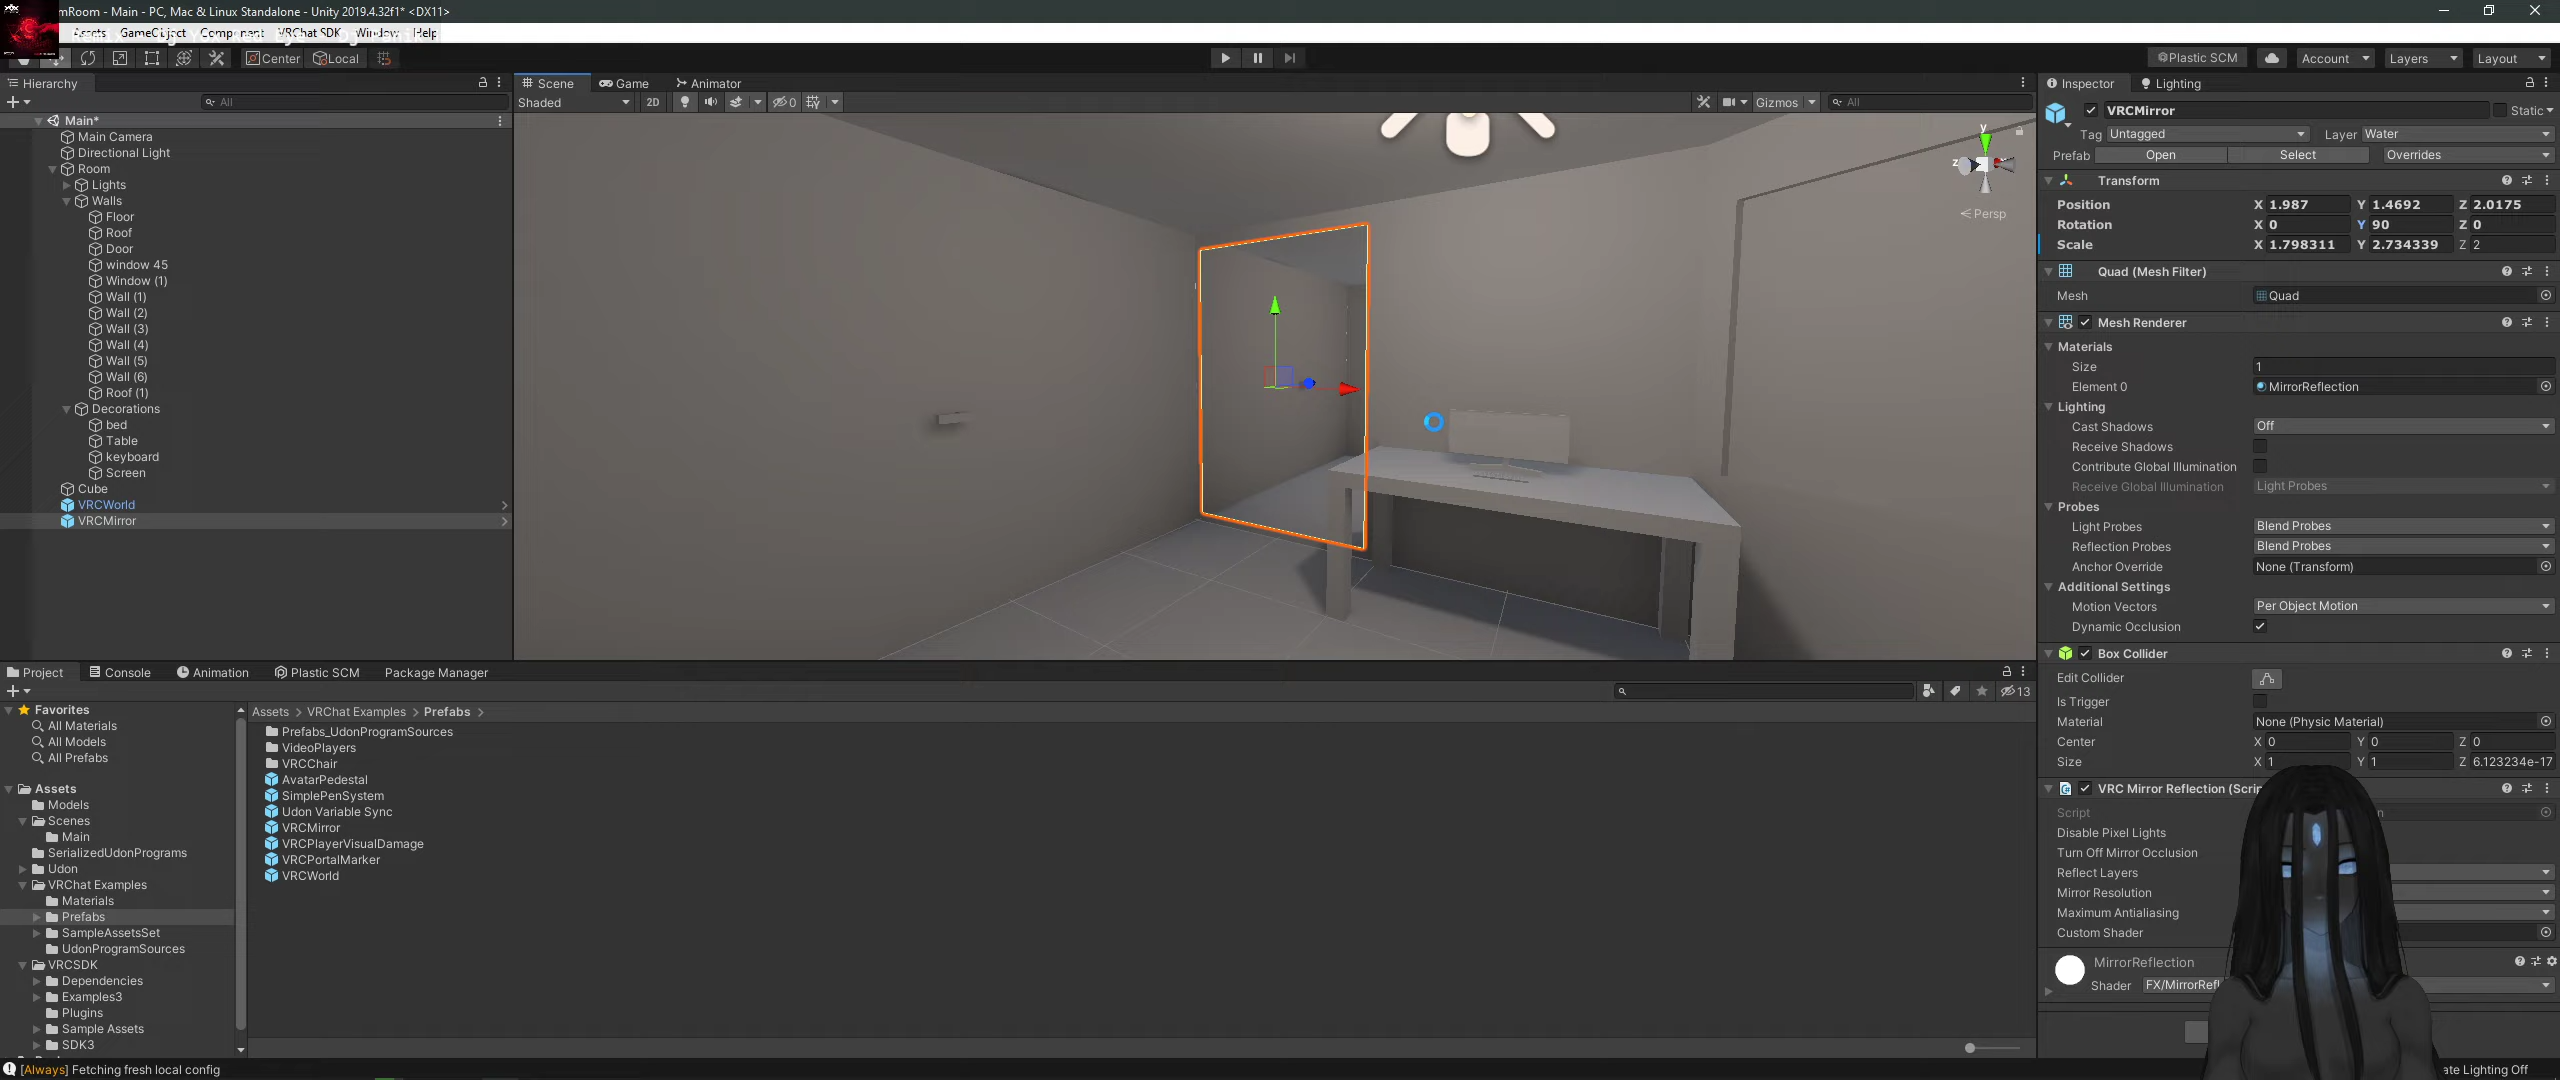 mRoom - Main - PC, Mac & Linux Standalone - Unity 2019.4.32f1* <DX11>
Assets GameObject Component VRChat SDK Window Help
Center Local
Plastic SCM Account Layers Layout
Hierarchy
All
Main*
Main Camera
Directional Light
Room
Lights
Walls
Floor
Roof
Door
window 45
Window (1)
Wall (1)
Wall (2)
Wall (3)
Wall (4)
Wall (5)
Wall (6)
Roof (1)
Decorations
bed
Table
keyboard
Screen
Cube
VRCWorld
VRCMirror
Scene Game Animator
Shaded 2D 0 Gizmos All
y
z
Persp
Inspector Lighting
VRCMirror Static
Tag Untagged Layer Water
Prefab Open Select Overrides
Transform
Position X 1.987 Y 1.4692 Z 2.0175
Rotation X 0 Y 90 Z 0
Scale X 1.798311 Y 2.734339 Z 2
Quad (Mesh Filter)
Mesh Quad
Mesh Renderer
Materials
Size 1
Element 0 MirrorReflection
Lighting
Cast Shadows Off
Receive Shadows
Contribute Global Illumination
Receive Global Illumination Light Probes
Probes
Light Probes Blend Probes
Reflection Probes Blend Probes
Anchor Override None (Transform)
Additional Settings
Motion Vectors Per Object Motion
Dynamic Occlusion
Box Collider
Edit Collider
Is Trigger
Material None (Physic Material)
Center X 0 Y 0 Z 0
Size X 1 Y 1 Z 6.123234e-17
VRC Mirror Reflection (Scrip
Script n
Disable Pixel Lights
Turn Off Mirror Occlusion
Reflect Layers
Mirror Resolution
Maximum Antialiasing
Custom Shader
MirrorReflection
Shader FX/MirrorRefl
Project Console Animation Plastic SCM Package Manager
13
Favorites
All Materials
All Models
All Prefabs
Assets
Models
Scenes
Main
SerializedUdonPrograms
Udon
VRChat Examples
Materials
Prefabs
SampleAssetsSet
UdonProgramSources
VRCSDK
Dependencies
Examples3
Plugins
Sample Assets
SDK3
Assets > VRChat Examples > Prefabs >
Prefabs_UdonProgramSources
VideoPlayers
VRCChair
AvatarPedestal
SimplePenSystem
Udon Variable Sync
VRCMirror
VRCPlayerVisualDamage
VRCPortalMarker
VRCWorld
[Always] Fetching fresh local config
ate Lighting Off